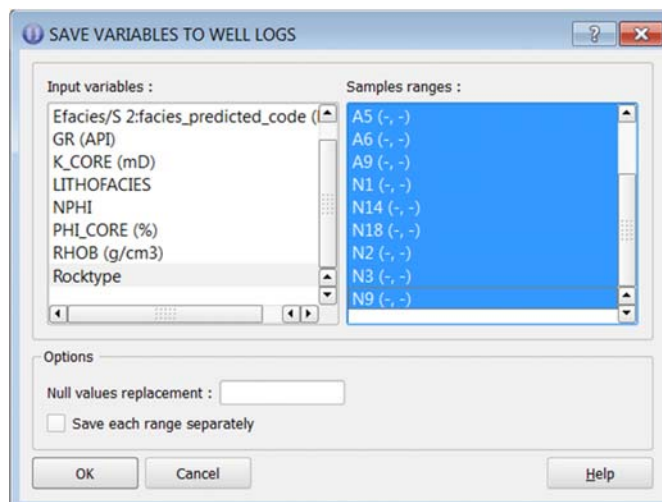 SAVE VARIABLES TO WELL LOGS
Input variables :
Efacies/S 2:facies_predicted_code (
GR (API)
K_CORE (mD)
LITHOFACIES
NPHI
PHI_CORE (%)
RHOB (g/cm3)
Rocktype
Samples ranges :
A5 (-, -)
A6 (-, -)
A9 (-, -)
N1 (-, -)
N14 (-, -)
N18 (-, -)
N2 (-, -)
N3 (-, -)
N9 (-, -)
Options
Null values replacement :
Save each range separately
OK
Cancel
Help